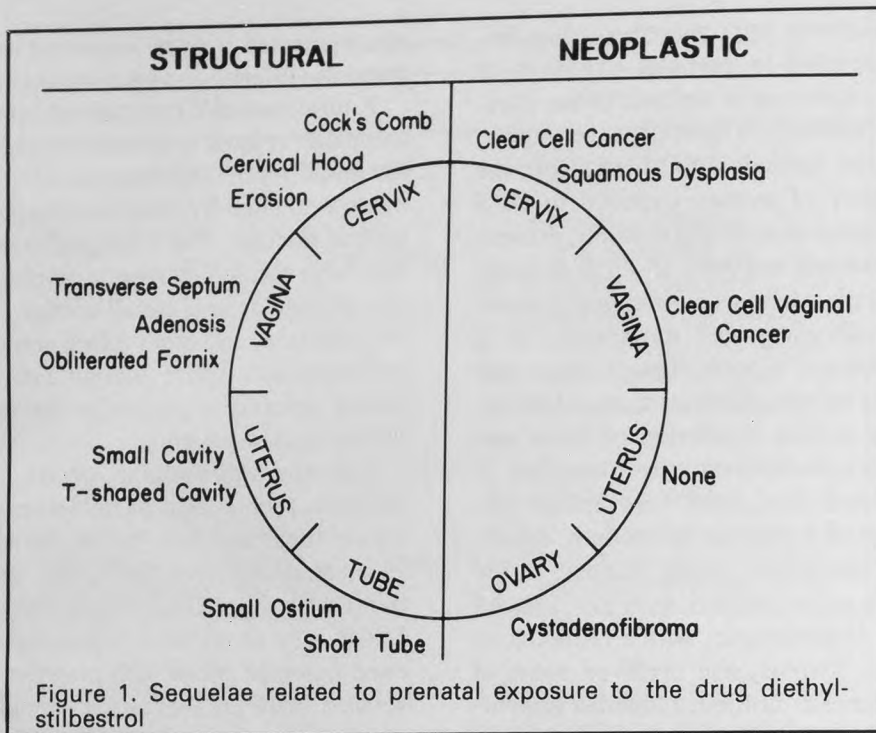 STRUCTURAL
NEOPLASTIC
Cock's Comb
Cervical Hood
Erosion
CERVIX
Transverse Septum
Adenosis
Obliterated Fornix
VAGINA
Small Cavity
T-shaped Cavity
UTERUS
TUBE
Small Ostium
Short Tube
Clear Cell Cancer
Squamous Dysplasia
CERVIX
VAGINA
Clear Cell Vaginal
Cancer
UTERUS
None
OVARY
Cystadenofibroma
Figure 1. Sequelae related to prenatal exposure to the drug diethyl-
stilbestrol